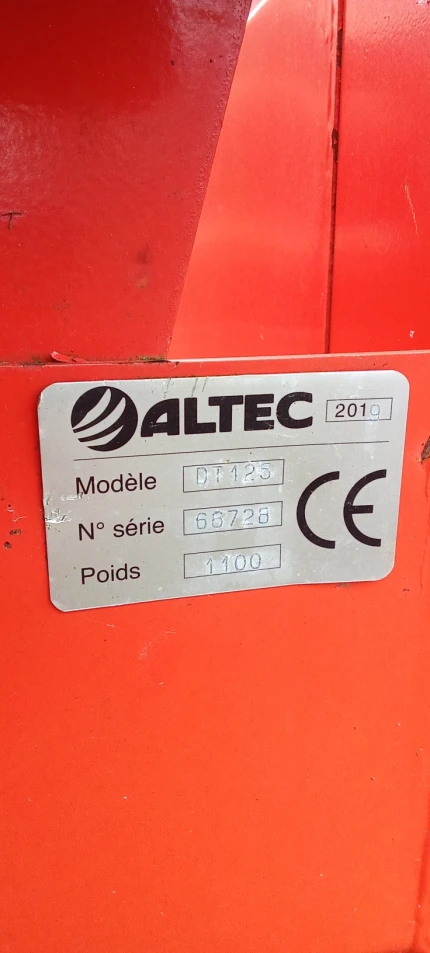 ALTEC 2019
Modèle DT125
N° série 68728
Poids 1100
CE